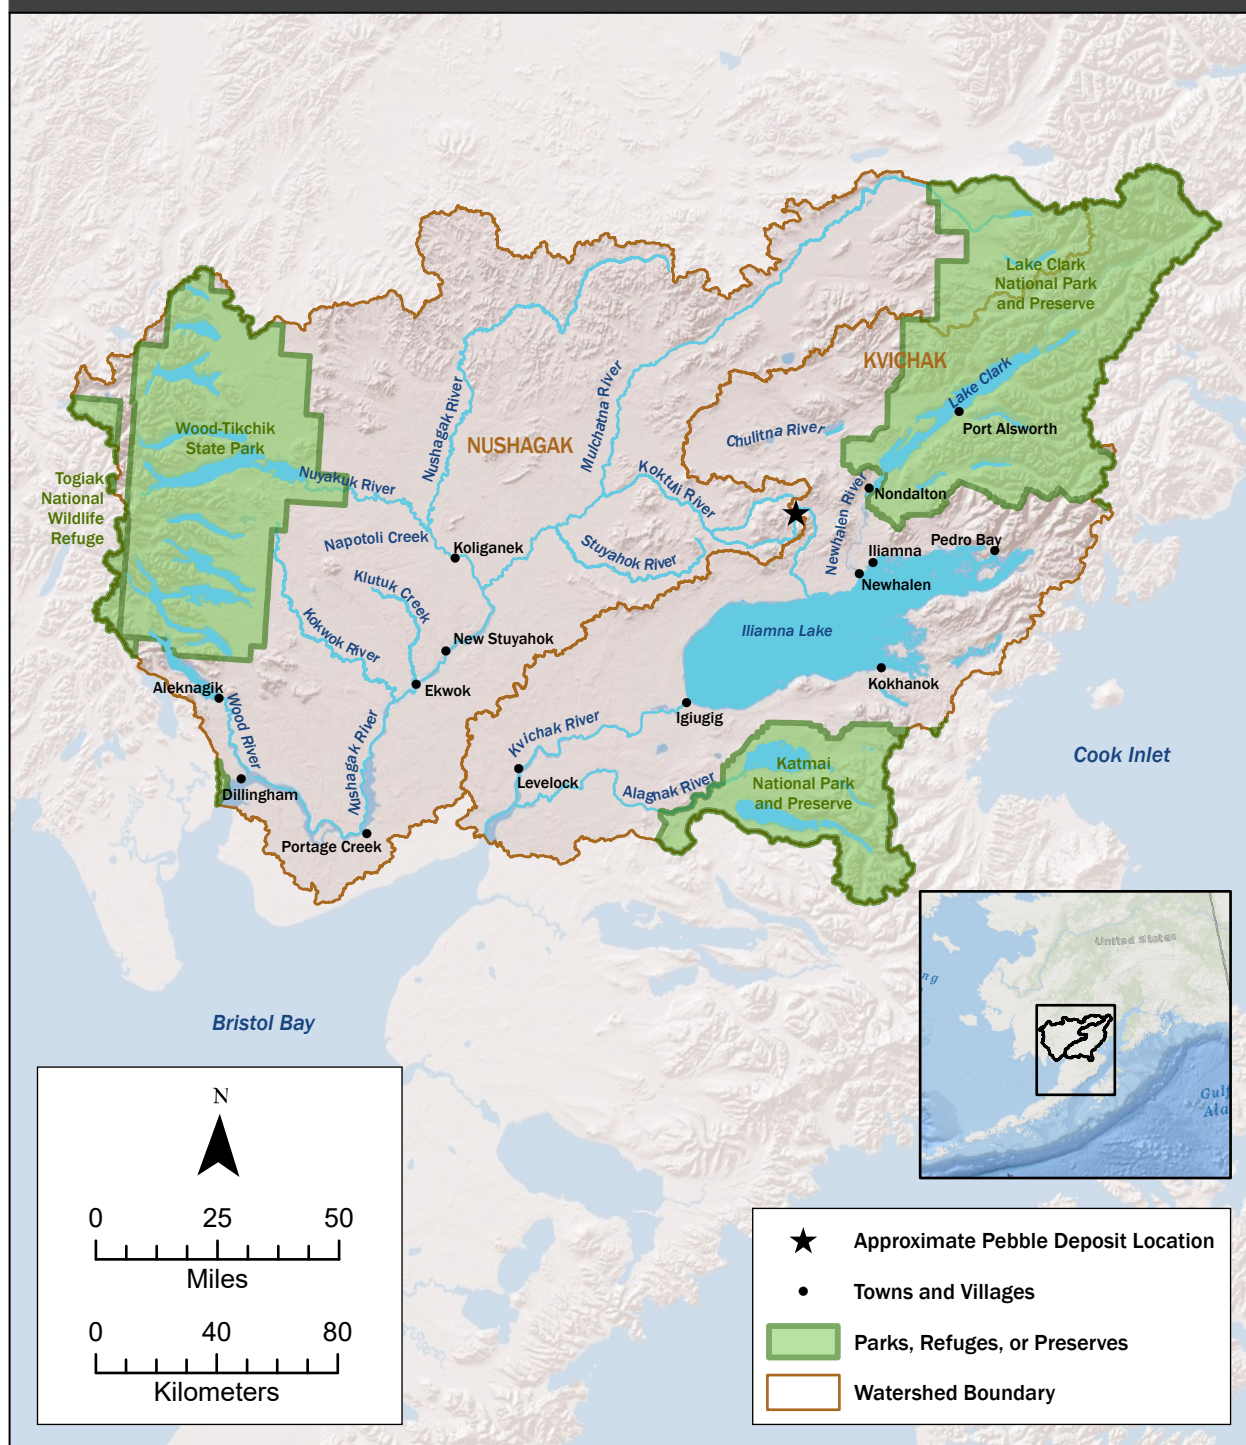 Lake Clark
National Park
and Preserve
KVICHAK
Lake Clark
Port Alsworth
Nushagak River
Mulchatna River
Chulitna River
NUSHAGAK
Wood-Tikchik
State Park
Togiak
National
Wildlife
Refuge
Nuyakuk River
Koktuli River
Nondalton
Newhalen River
Napotoli Creek
Koliganek
Stuyahok River
Iliamna
Pedro Bay
Newhalen
Klutuk Creek
Kokwok River
New Stuyahok
Iliamna Lake
Aleknagik
Ekwok
Kokhanok
Wood River
Igiugig
Nushagak River
Kvichak River
Cook Inlet
Levelock
Alagnak River
Katmai
National Park
and Preserve
Dillingham
Portage Creek
Bristol Bay
United States
ng
Gulf
Ala
N
0 25 50
Miles
0 40 80
Kilometers
Approximate Pebble Deposit Location
Towns and Villages
Parks, Refuges, or Preserves
Watershed Boundary